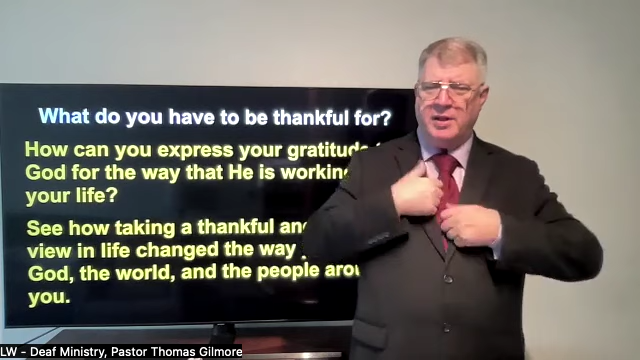 What do you have to be thankful for?
How can you express your gratitude
God for the way that He is working
your life?
See how taking a thankful
view in life changed the way
God, the world, and the people
you.
LW - Deaf Ministry, Pastor Thomas Gilmore